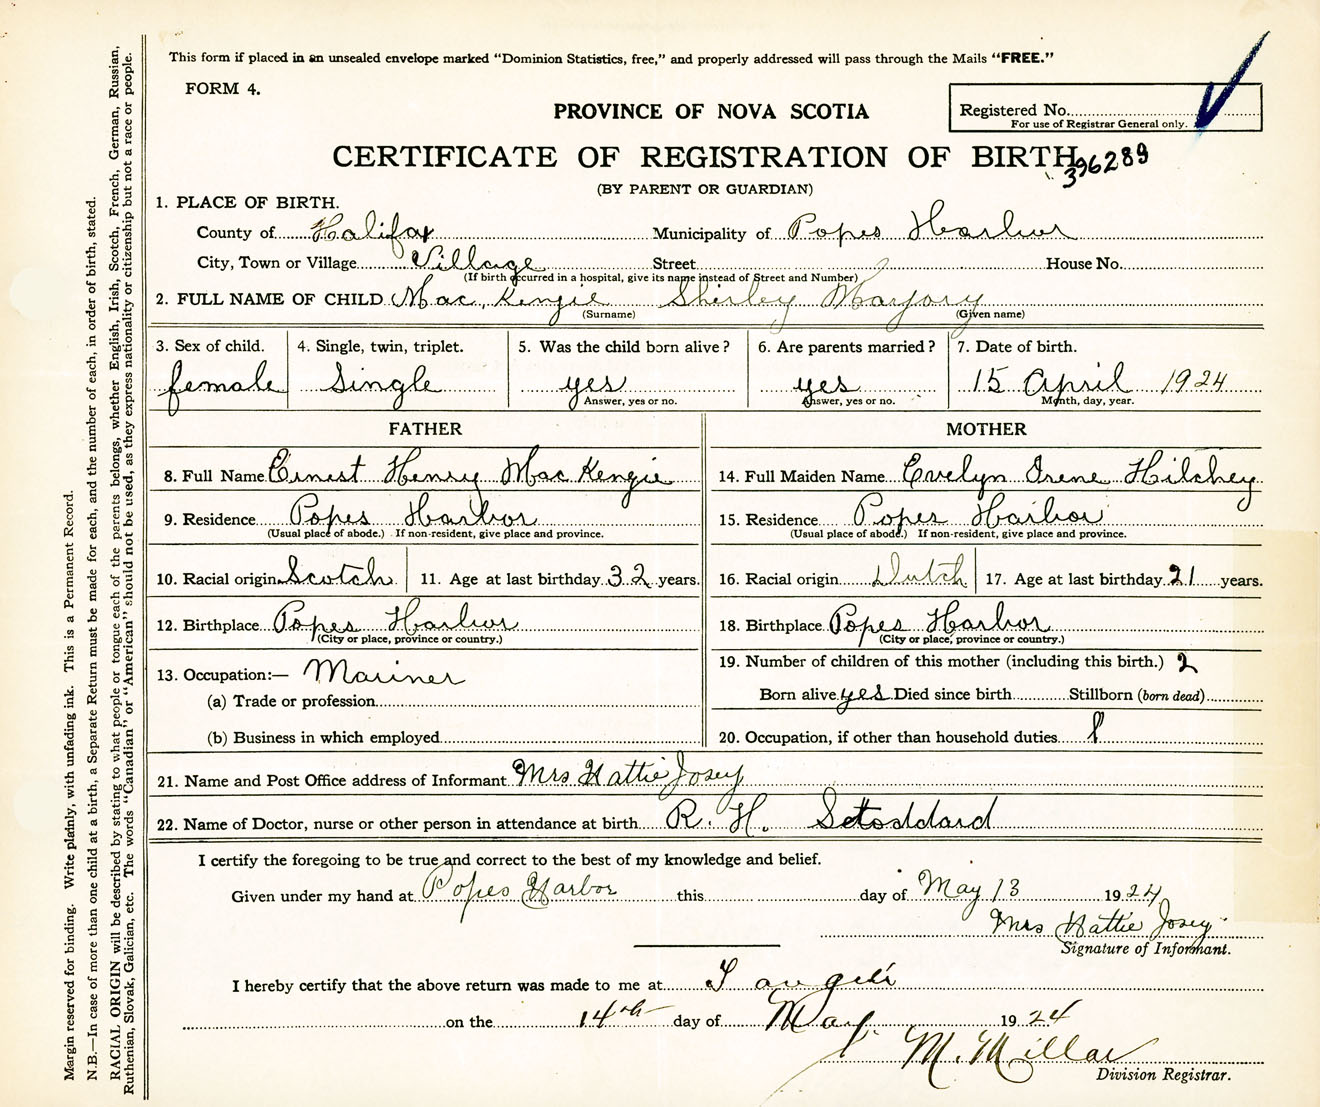 This form if placed in an unsealed envelope marked "Dominion Statistics, free," and properly addressed will pass through the Mails "FREE."
FORM 4.
PROVINCE OF NOVA SCOTIA
Registered No.
For use of Registrar General only.
CERTIFICATE OF REGISTRATION OF BIRTH
396289
(BY PARENT OR GUARDIAN)
1. PLACE OF BIRTH.
County of Halifax Municipality of Popes Harbor
City, Town or Village Village Street House No.
(If birth occurred in a hospital, give its name instead of Street and Number)
2. FULL NAME OF CHILD Mac Kenzie Shirley Marjory
(Surname) (Given name)
3. Sex of child. 4. Single, twin, triplet. 5. Was the child born alive? 6. Are parents married? 7. Date of birth.
female Single yes yes 15 April 1924
Answer, yes or no. Answer, yes or no. Month, day, year.
FATHER MOTHER
8. Full Name Ernest Henry Mac Kenzie 14. Full Maiden Name Evelyn Irene Hilchey
9. Residence Popes Harbor 15. Residence Popes Harbor
(Usual place of abode.) If non-resident, give place and province. (Usual place of abode.) If non-resident, give place and province.
10. Racial origin Scotch 11. Age at last birthday 32 years. 16. Racial origin Dutch 17. Age at last birthday 21 years.
12. Birthplace Popes Harbor 18. Birthplace Popes Harbor
(City or place, province or country.) (City or place, province or country.)
13. Occupation:— Mariner 19. Number of children of this mother (including this birth.) 2
(a) Trade or profession Born alive yes Died since birth Stillborn (born dead)
(b) Business in which employed 20. Occupation, if other than household duties
21. Name and Post Office address of Informant Mrs Hattie Josey
22. Name of Doctor, nurse or other person in attendance at birth R. H. Stoddard
I certify the foregoing to be true and correct to the best of my knowledge and belief.
Given under my hand at Popes Harbor this day of May 13 1924
Mrs Hattie Josey
Signature of Informant.
I hereby certify that the above return was made to me at Tangier
on the 14th day of May 1924
M. Millar
Division Registrar.
Margin reserved for binding. Write plainly, with unfading ink. This is a Permanent Record.
N.B.—In case of more than one child at a birth, a Separate Return must be made for each, and the number of each, in order of birth, stated.
RACIAL ORIGIN will be described by stating to what people or tongue each of the parents belongs, whether English, Irish, Scotch, French, German, Russian,
Ruthenian, Slovak, Galician, etc. The words "Canadian" or "American" should not be used, as they express nationality or citizenship but not a race or people.